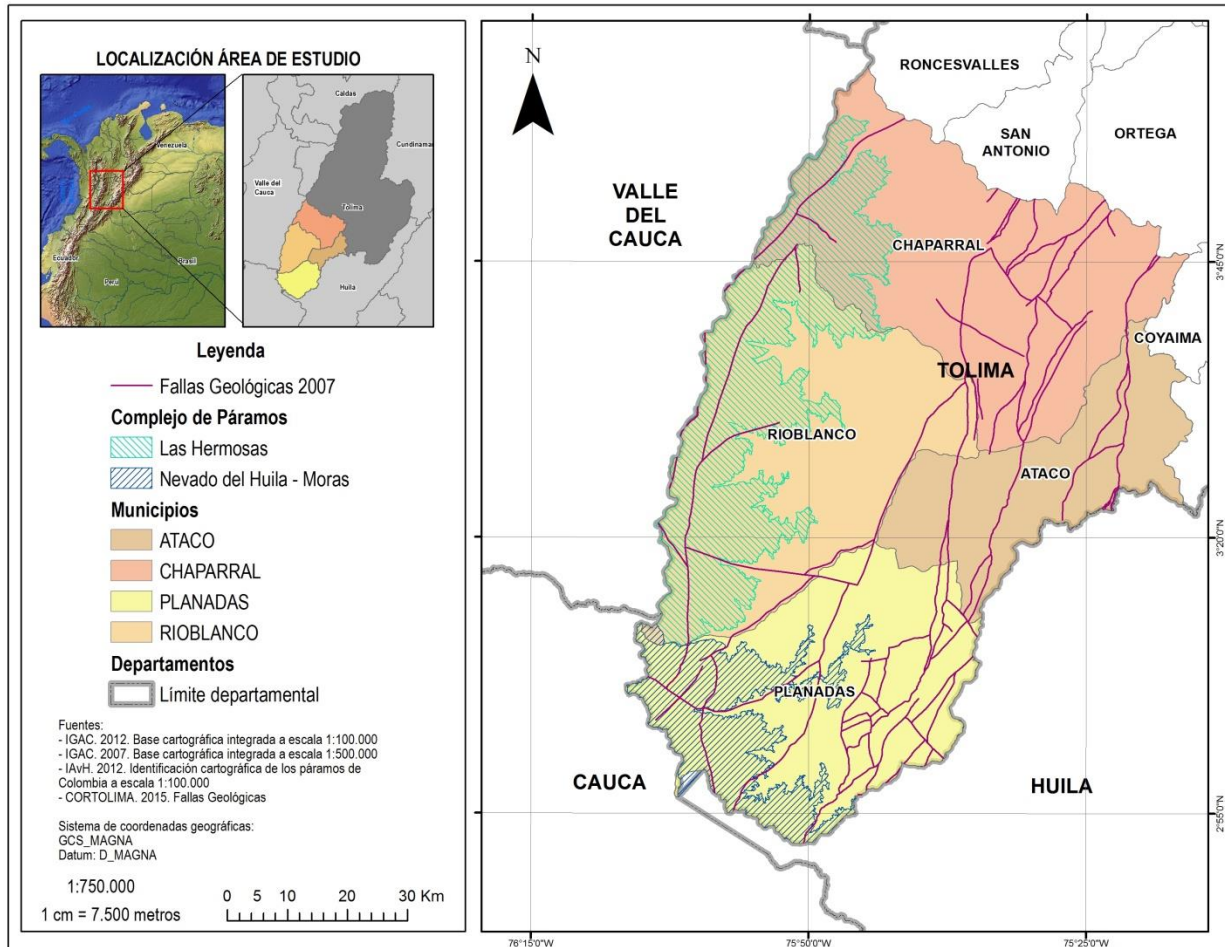 LOCALIZACIÓN ÁREA DE ESTUDIO
Venezuela
Ecuador
Perú
Brasil
Caldas
Cundinamar
Valle del
Cauca
Tolima
Huila
Leyenda
Fallas Geológicas 2007
Complejo de Páramos
Las Hermosas
Nevado del Huila - Moras
Municipios
ATACO
CHAPARRAL
PLANADAS
RIOBLANCO
Departamentos
Límite departamental
Fuentes:
- IGAC. 2012. Base cartográfica integrada a escala 1:100.000
- IGAC. 2007. Base cartográfica integrada a escala 1:500.000
- IAvH. 2012. Identificación cartográfica de los páramos de
Colombia a escala 1:100.000
- CORTOLIMA. 2015. Fallas Geológicas
Sistema de coordenadas geográficas:
GCS_MAGNA
Datum: D_MAGNA
1:750.000
1 cm = 7.500 metros
0 5 10 20 30 Km
N
RONCESVALLES
SAN
ANTONIO
ORTEGA
VALLE
DEL
CAUCA
CHAPARRAL
COYAIMA
TOLIMA
RIOBLANCO
ATACO
PLANADAS
CAUCA
HUILA
3°45'0"N
3°20'0"N
2°55'0"N
76°15'0"W
75°50'0"W
75°25'0"W